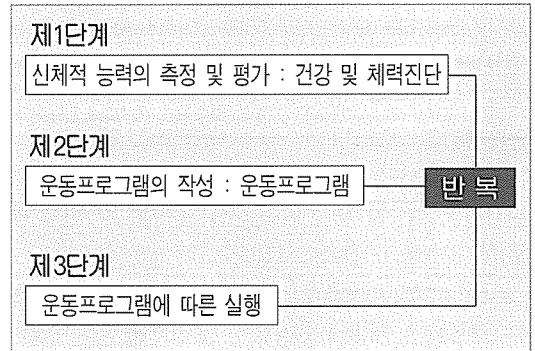 제1단계
신체적 능력의 측정 및 평가 : 건강 및 체력진단
제2단계
운동프로그램의 작성 : 운동프로그램
반복
제3단계
운동프로그램에 따른 실행